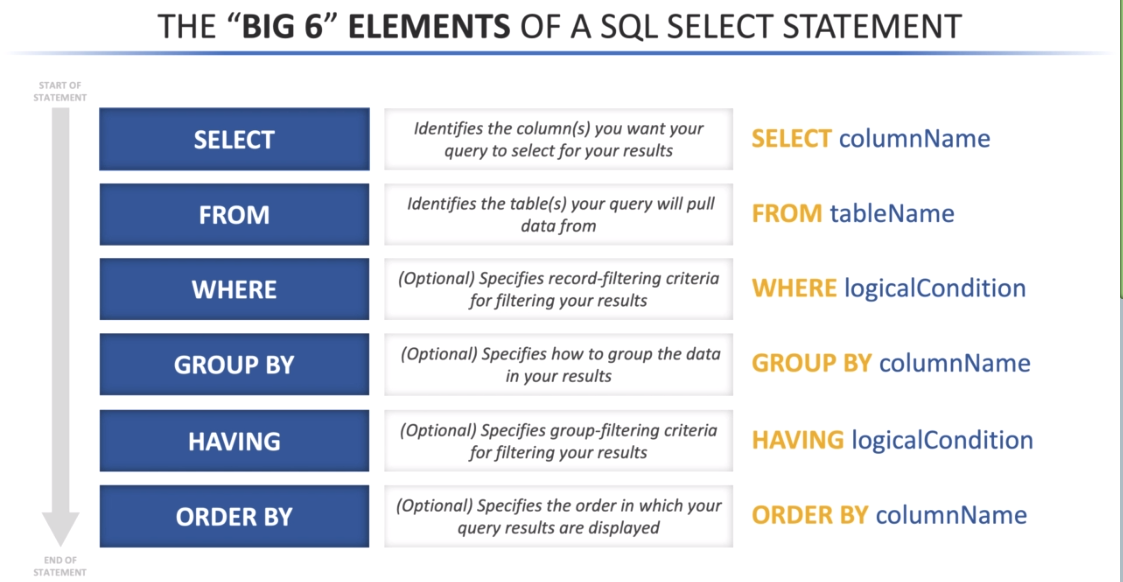 THE “BIG 6” ELEMENTS OF A SQL SELECT STATEMENT
START OF
STATEMENT
SELECT
Identifies the column(s) you want your
query to select for your results
SELECT columnName
FROM
Identifies the table(s) your query will pull
data from
FROM tableName
WHERE
(Optional) Specifies record-filtering criteria
for filtering your results
WHERE logicalCondition
GROUP BY
(Optional) Specifies how to group the data
in your results
GROUP BY columnName
HAVING
(Optional) Specifies group-filtering criteria
for filtering your results
HAVING logicalCondition
ORDER BY
(Optional) Specifies the order in which your
query results are displayed
ORDER BY columnName
END OF
STATEMENT